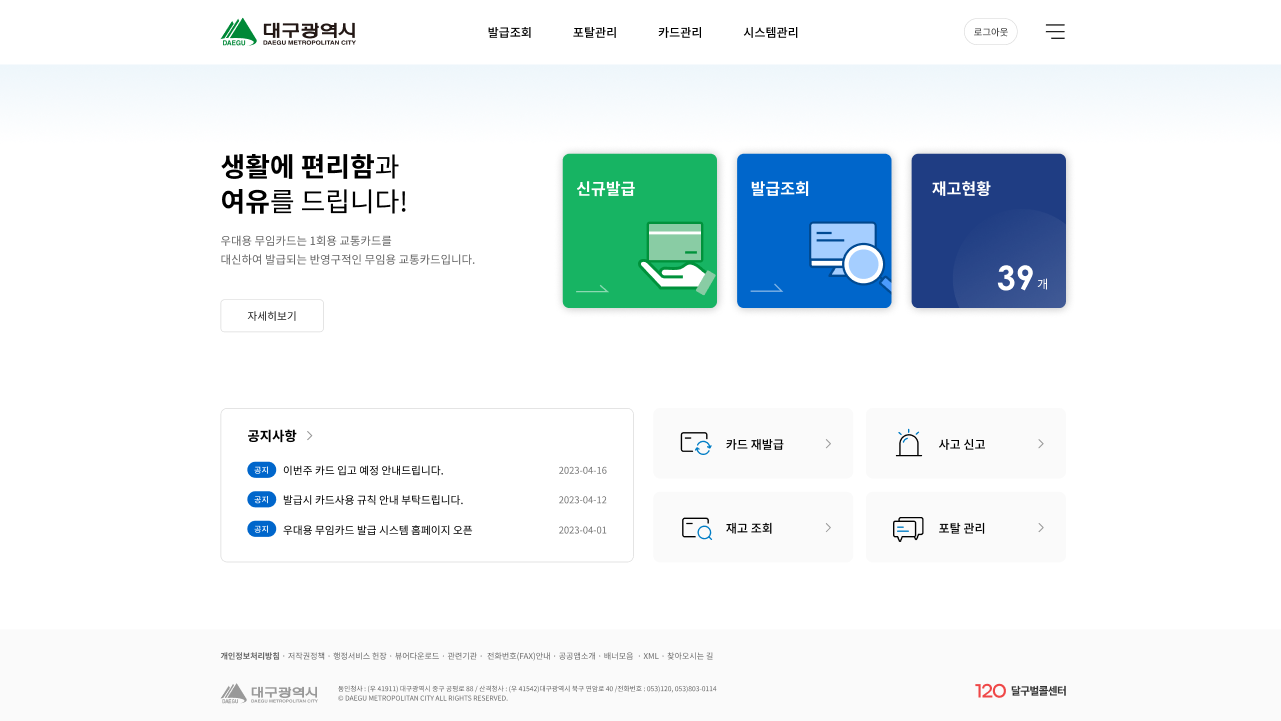 대구광역시
DAEGU
DAEGU METROPOLITAN CITY
발급조회
포탈관리
카드관리
시스템관리
로그아웃
생활에 편리함과
여유를 드립니다!
우대용 무임카드는 1회용 교통카드를
대신하여 발급되는 반영구적인 무임용 교통카드입니다.
자세히보기
신규발급
발급조회
재고현황
39 개
공지사항
공지 이번주 카드 입고 예정 안내드립니다. 2023-04-16
공지 발급시 카드사용 규칙 안내 부탁드립니다. 2023-04-12
공지 우대용 무임카드 발급 시스템 홈페이지 오픈 2023-04-01
카드 재발급
사고 신고
재고 조회
포탈 관리
개인정보처리방침 · 저작권정책 · 행정서비스 헌장 · 뷰어다운로드 · 관련기관 · 전화번호(FAX)안내 · 공공앱소개 · 배너모음 · XML · 찾아오시는 길
대구광역시
DAEGU
DAEGU METROPOLITAN CITY
동인청사 : (우 41911) 대구광역시 중구 공평로 88 / 산격청사 : (우 41542)대구광역시 북구 연암로 40 /전화번호 : 053)120, 053)803-0114
© DAEGU METROPOLITAN CITY ALL RIGHTS RESERVED.
120 달구벌콜센터